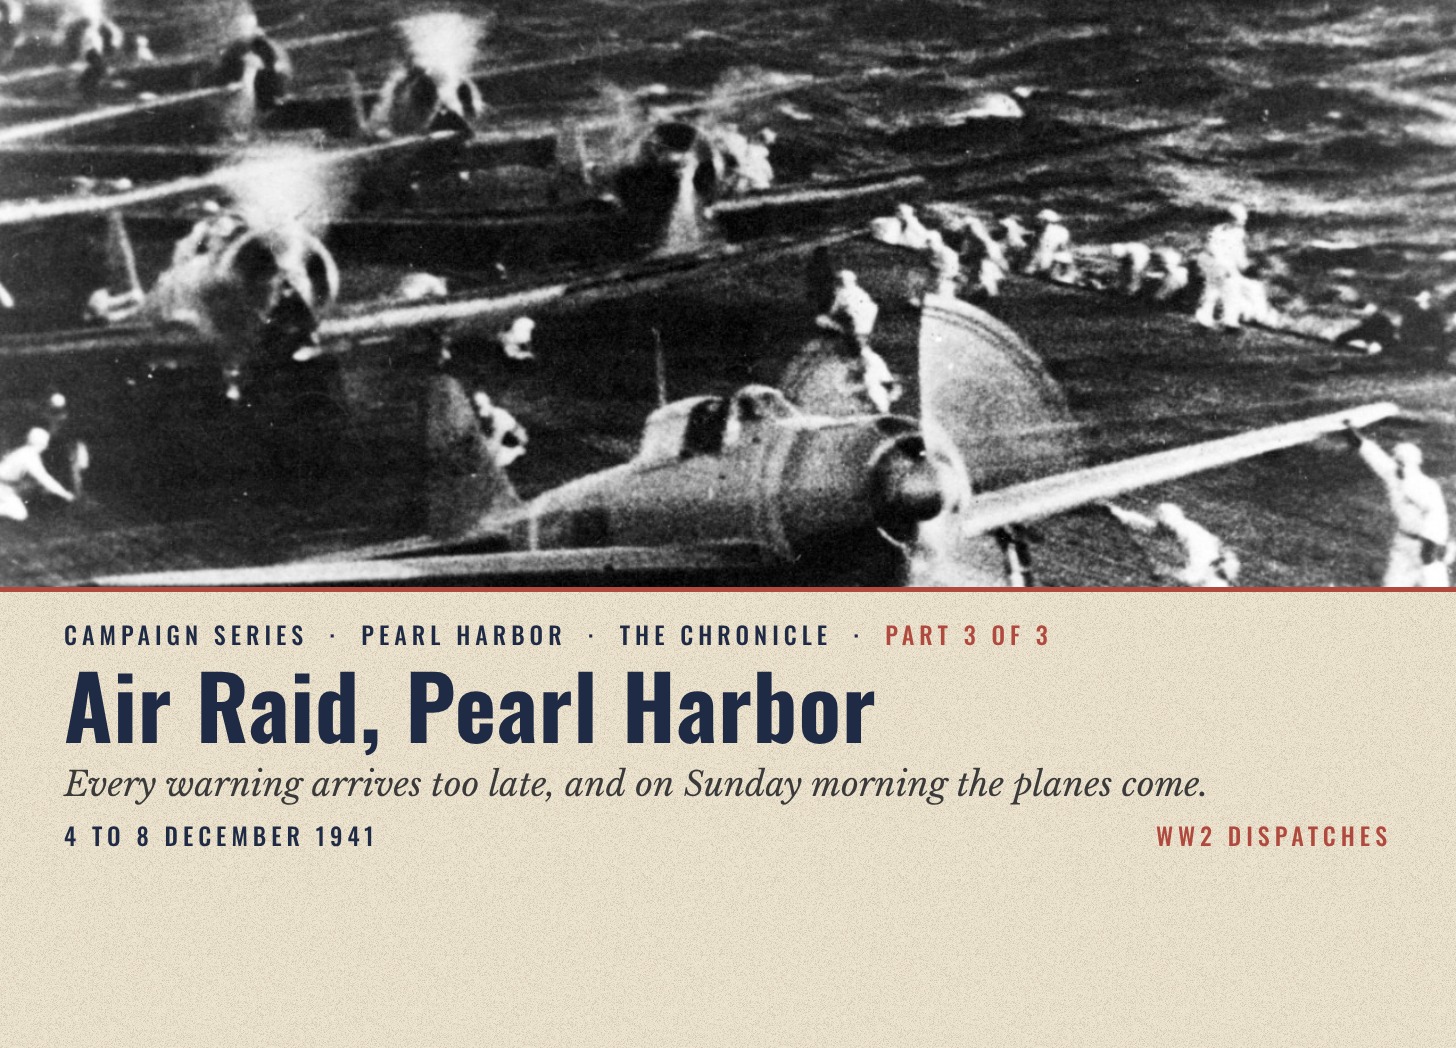 CAMPAIGN SERIES · PEARL HARBOR · THE CHRONICLE · PART 3 OF 3
Air Raid, Pearl Harbor
Every warning arrives too late, and on Sunday morning the planes come.
4 TO 8 DECEMBER 1941 WW2 DISPATCHES